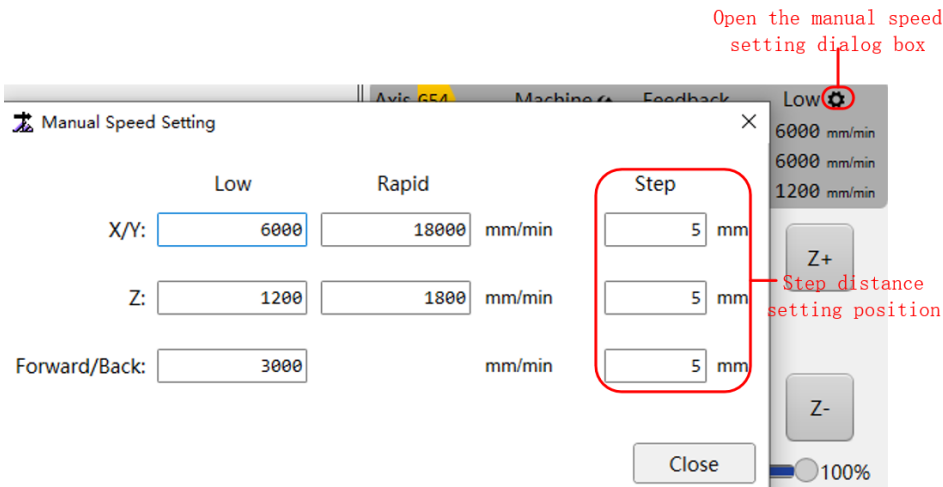 Open the manual speed
setting dialog box
Axis G54 Machine Feedback Low
Manual Speed Setting
6000 mm/min
6000 mm/min
1200 mm/min
Low Rapid Step
X/Y: 6000 18000 mm/min 5 mm
Z: 1200 1800 mm/min 5 mm
Forward/Back: 3000 mm/min 5 mm
Z+
Step distance
setting position
Z-
Close
100%